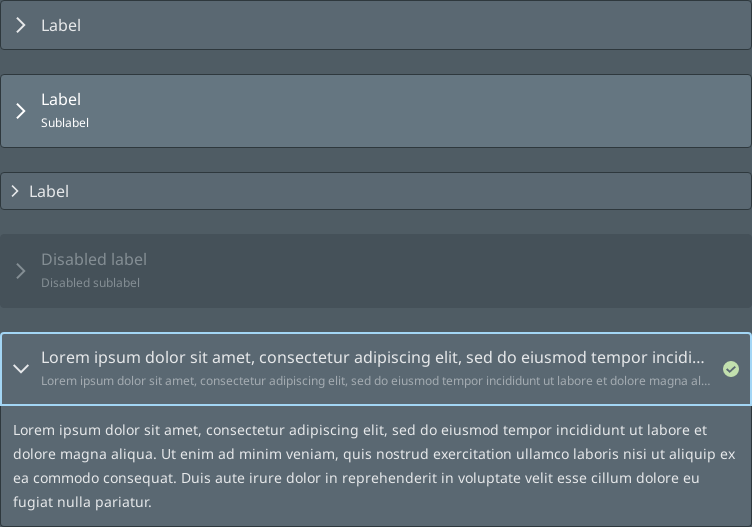 Label
Label
Sublabel
Label
Disabled label
Disabled sublabel
Lorem ipsum dolor sit amet, consectetur adipiscing elit, sed do eiusmod tempor incidi...
Lorem ipsum dolor sit amet, consectetur adipiscing elit, sed do eiusmod tempor incididunt ut labore et dolore magna al...
Lorem ipsum dolor sit amet, consectetur adipiscing elit, sed do eiusmod tempor incididunt ut labore et
dolore magna aliqua. Ut enim ad minim veniam, quis nostrud exercitation ullamco laboris nisi ut aliquip ex
ea commodo consequat. Duis aute irure dolor in reprehenderit in voluptate velit esse cillum dolore eu
fugiat nulla pariatur.